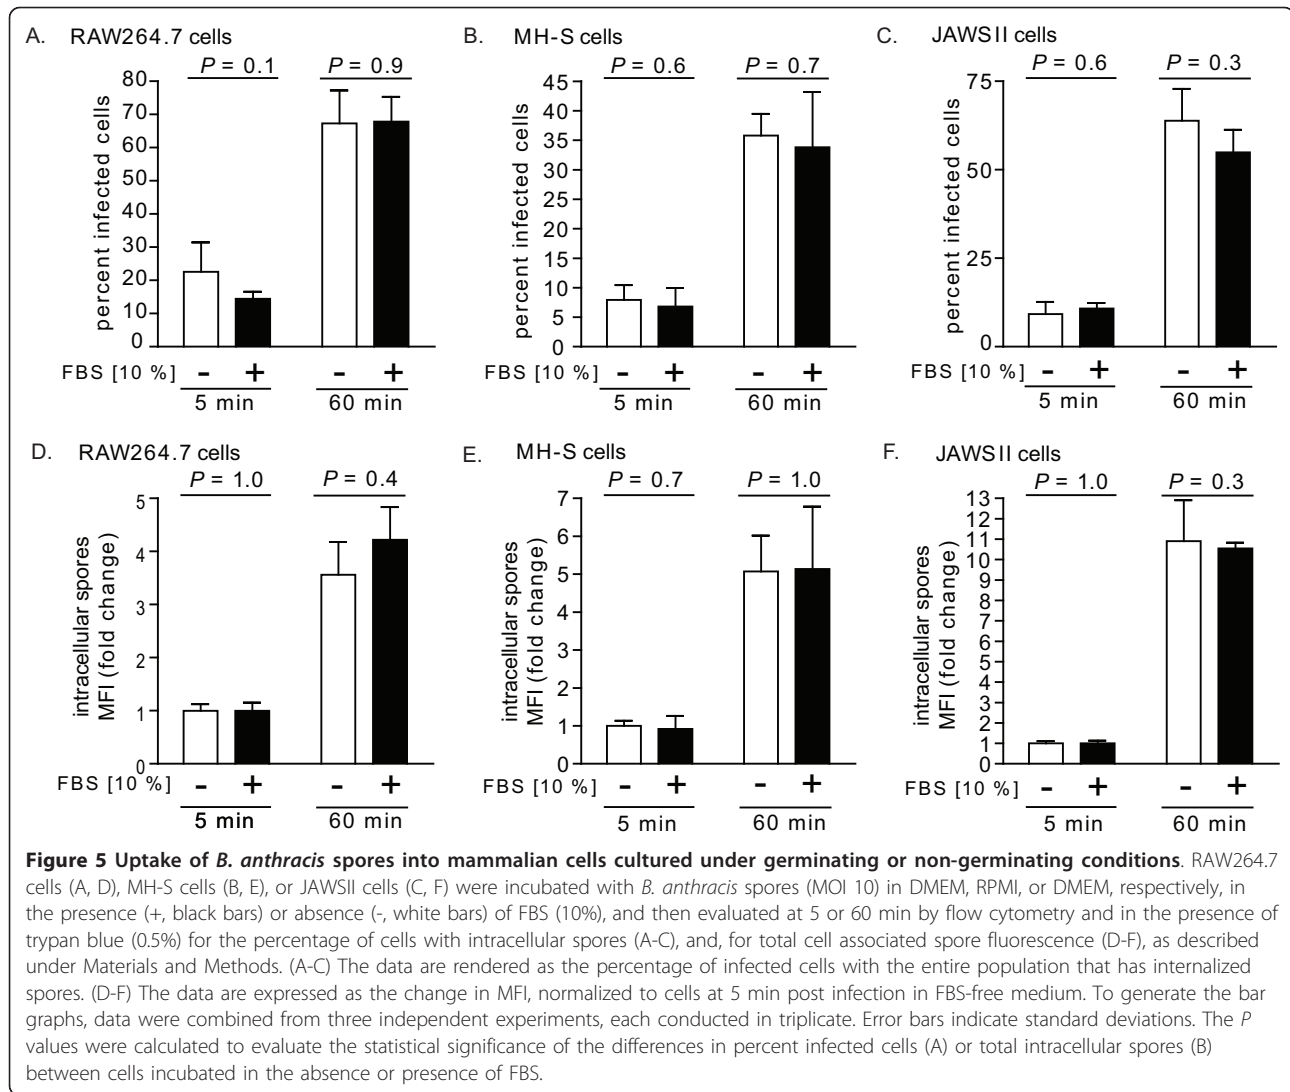 A. RAW264.7 cells
P = 0.1 P = 0.9
percent infected cells
80
70
60
50
40
30
20
10
0
FBS [10 %] - + - +
5 min 60 min
B. MH-S cells
P = 0.6 P = 0.7
percent infected cells
45
40
35
30
25
20
15
10
5
0
FBS [10 %] - + - +
5 min 60 min
C. JAWSII cells
P = 0.6 P = 0.3
percent infected cells
75
50
25
0
FBS [10 %] - + - +
5 min 60 min
D. RAW264.7 cells
P = 1.0 P = 0.4
intracellular spores
MFI (fold change)
5
4
3
2
1
0
FBS [10 %] - + - +
5 min 60 min
E. MH-S cells
P = 0.7 P = 1.0
intracellular spores
MFI (fold change)
7
6
5
4
3
2
1
0
FBS [10 %] - + - +
5 min 60 min
F. JAWSII cells
P = 1.0 P = 0.3
intracellular spores
MFI (fold change)
13
12
11
10
9
8
7
6
5
4
3
2
1
0
FBS [10 %] - + - +
5 min 60 min
Figure 5 Uptake of B. anthracis spores into mammalian cells cultured under germinating or non-germinating conditions. RAW264.7
cells (A, D), MH-S cells (B, E), or JAWSII cells (C, F) were incubated with B. anthracis spores (MOI 10) in DMEM, RPMI, or DMEM, respectively, in
the presence (+, black bars) or absence (-, white bars) of FBS (10%), and then evaluated at 5 or 60 min by flow cytometry and in the presence of
trypan blue (0.5%) for the percentage of cells with intracellular spores (A-C), and, for total cell associated spore fluorescence (D-F), as described
under Materials and Methods. (A-C) The data are rendered as the percentage of infected cells with the entire population that has internalized
spores. (D-F) The data are expressed as the change in MFI, normalized to cells at 5 min post infection in FBS-free medium. To generate the bar
graphs, data were combined from three independent experiments, each conducted in triplicate. Error bars indicate standard deviations. The P
values were calculated to evaluate the statistical significance of the differences in percent infected cells (A) or total intracellular spores (B)
between cells incubated in the absence or presence of FBS.